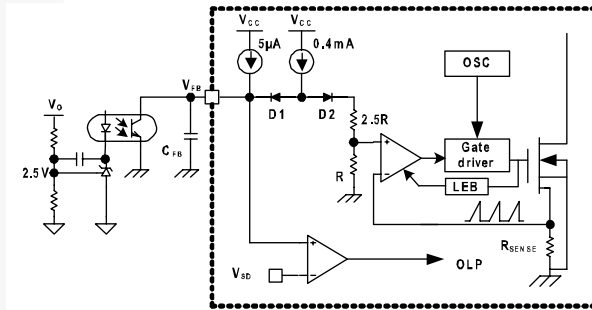 Vcc Vcc
5µA 0.4mA
OSC
VFB
Vo
D1 D2
2.5R
CFB
Gate
driver
R
2.5V
LEB
RSENSE
VSD
OLP
+
-
+
-